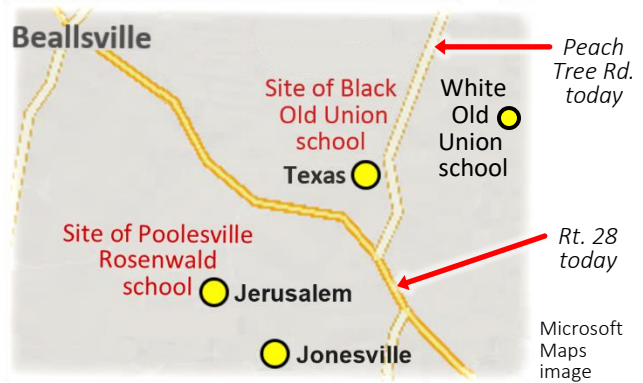 Beallsville
Peach
Tree Rd.
today
Site of Black
Old Union
school
White
Old
Union
school
Texas
Site of Poolesville
Rosenwald
school
Jerusalem
Rt. 28
today
Jonesville
Microsoft
Maps
image